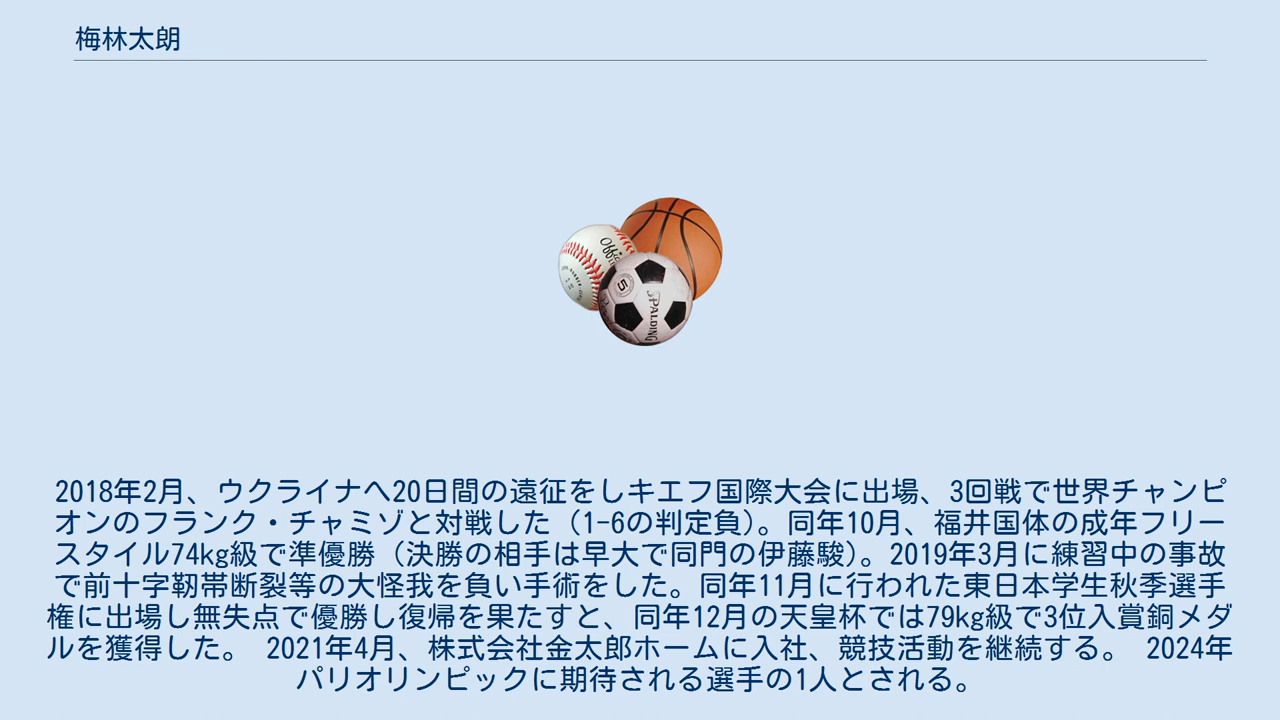 梅林太朗
Offic
5
SPALDING
2018年2月、ウクライナへ20日間の遠征をしキエフ国際大会に出場、3回戦で世界チャンピ
オンのフランク・チャミゾと対戦した（1-6の判定負）。同年10月、福井国体の成年フリー
スタイル74kg級で準優勝（決勝の相手は早大で同門の伊藤駿）。2019年3月に練習中の事故
で前十字靭帯断裂等の大怪我を負い手術をした。同年11月に行われた東日本学生秋季選手
権に出場し無失点で優勝し復帰を果たすと、同年12月の天皇杯では79kg級で3位入賞銅メダ
ルを獲得した。 2021年4月、株式会社金太郎ホームに入社、競技活動を継続する。 2024年
パリオリンピックに期待される選手の1人とされる。